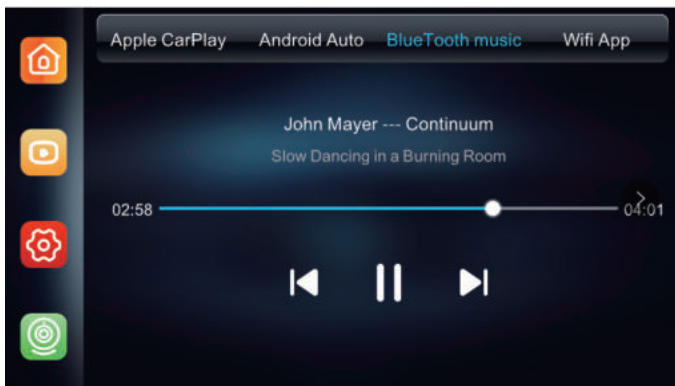 Apple CarPlay Android Auto BlueTooth music Wifi App
John Mayer --- Continuum
Slow Dancing in a Burning Room
02:58 04:01